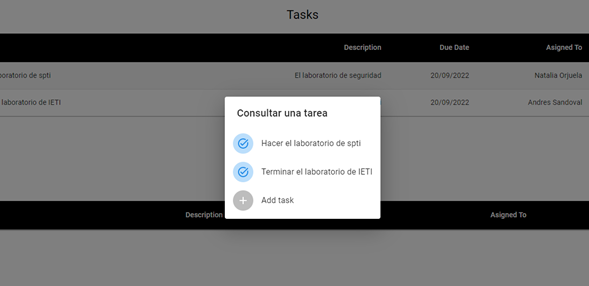 Tasks
Description Due Date Asigned To
oratorio de spti El laboratorio de seguridad 20/09/2022 Natalia Orjuela
laboratorio de IETI 20/09/2022 Andres Sandoval
Consultar una tarea
Hacer el laboratorio de spti
Terminar el laboratorio de IETI
Add task
Description Asigned To